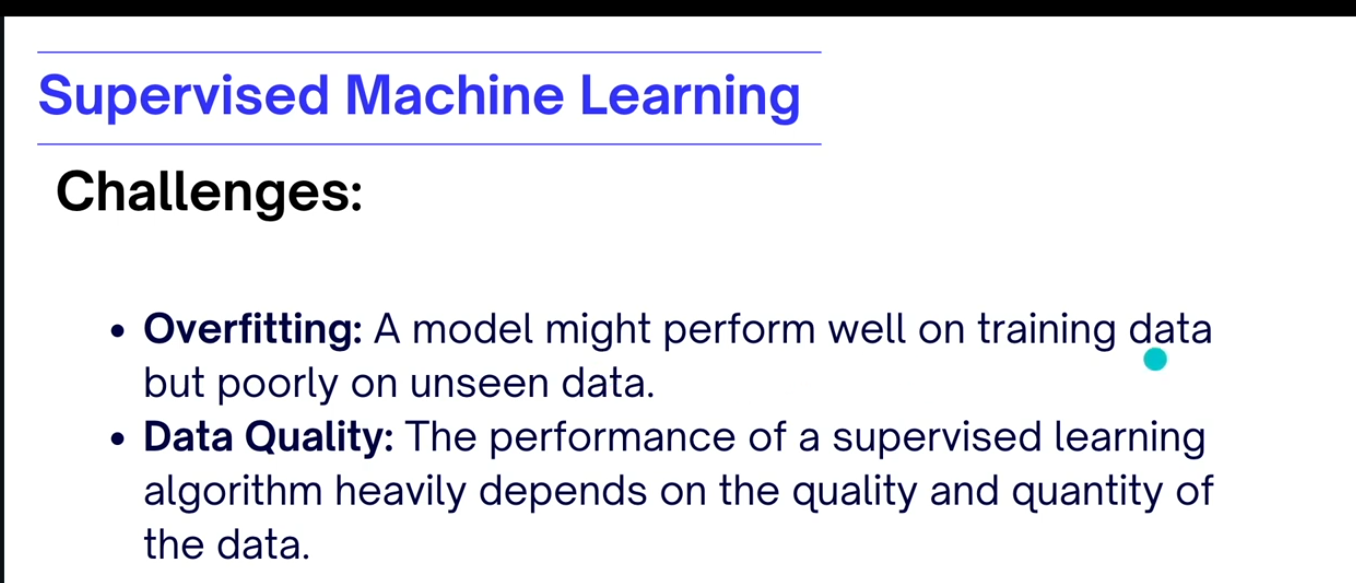 Supervised Machine Learning
Challenges:
• Overfitting: A model might perform well on training data
but poorly on unseen data.
• Data Quality: The performance of a supervised learning
algorithm heavily depends on the quality and quantity of
the data.